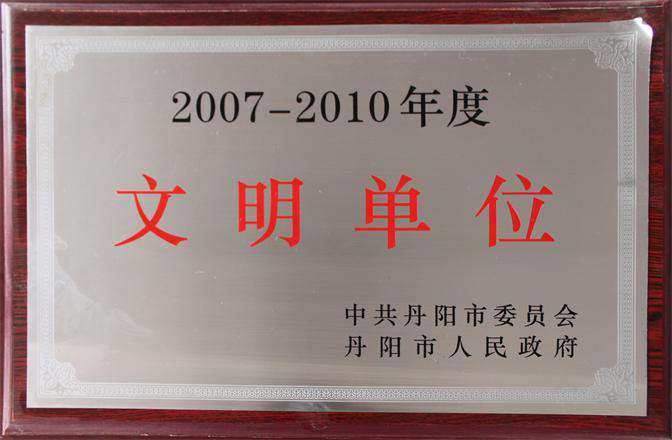 2007-2010年度
文明单位
中共丹阳市委员会
丹阳市人民政府